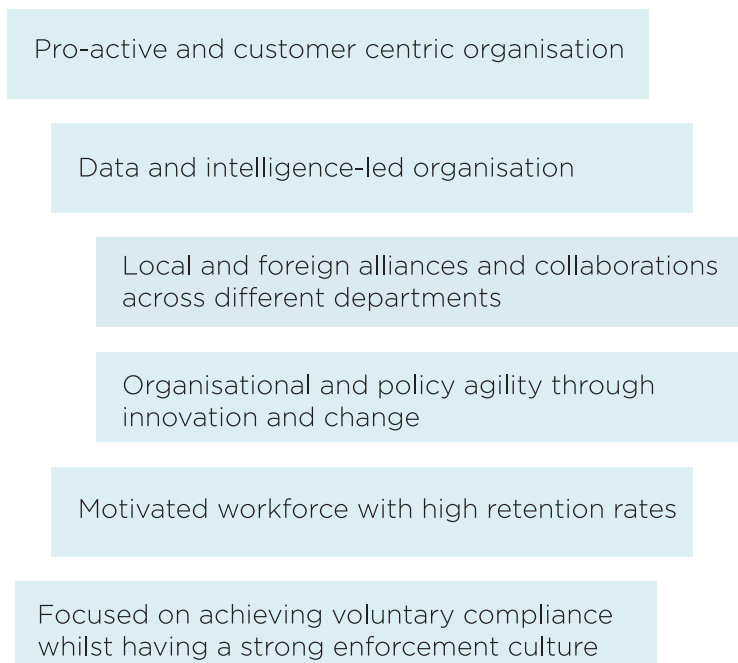 Pro-active and customer centric organisation
Data and intelligence-led organisation
Local and foreign alliances and collaborations
across different departments
Organisational and policy agility through
innovation and change
Motivated workforce with high retention rates
Focused on achieving voluntary compliance
whilst having a strong enforcement culture